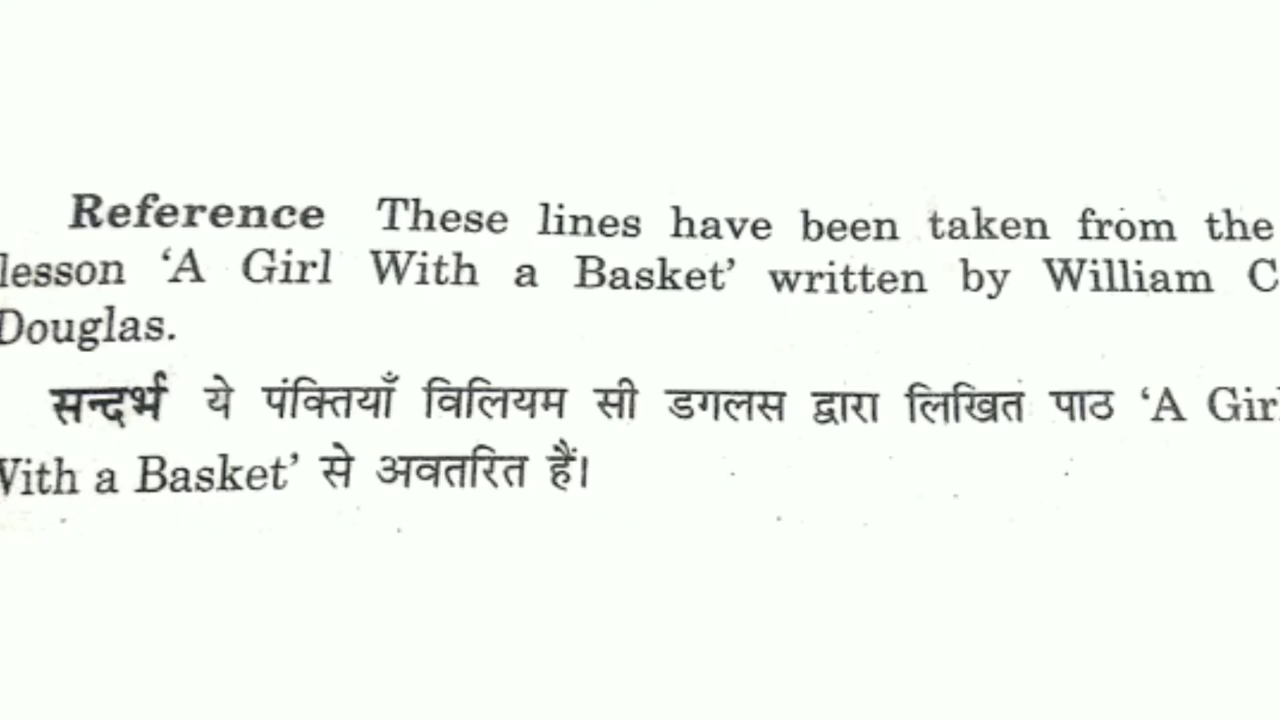 Reference These lines have been taken from the
lesson ‘A Girl With a Basket’ written by William C
Douglas.
सन्दर्भ ये पंक्तियाँ विलियम सी डगलस द्वारा लिखित पाठ ‘A Girl
With a Basket’ से अवतरित हैं।